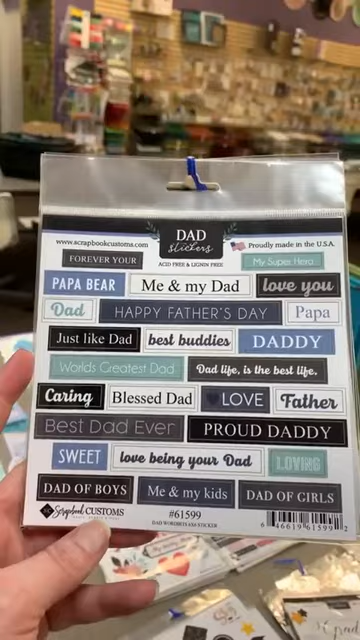 DAD
stickers
www.scrapbookcustoms.com
ACID FREE & LIGNIN FREE
Proudly made in the U.S.A.
FOREVER YOUR
My Super Hero
PAPA BEAR
Me & my Dad
love you
Dad
HAPPY FATHER'S DAY
Papa
Just like Dad
best buddies
DADDY
Worlds Greatest Dad
Dad life, is the best life.
Caring
Blessed Dad
LOVE
Father
Best Dad Ever
PROUD DADDY
SWEET
love being your Dad
LOVING
DAD OF BOYS
Me & my kids
DAD OF GIRLS
Scrapbook CUSTOMS
#61599
DAD WORDBITS 6X6 STICKER
6 46619 61599 2